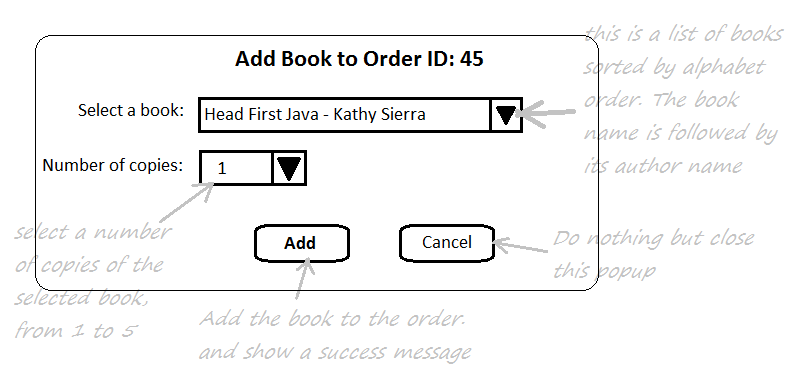 Add Book to Order ID: 45
this is a list of books
sorted by alphabet
order. The book
name is followed by
its author name
Select a book:
Head First Java - Kathy Sierra
Number of copies:
1
select a number
of copies of the
selected book,
from 1 to 5
Add
Cancel
Do nothing but close
this popup
Add the book to the order.
and show a success message